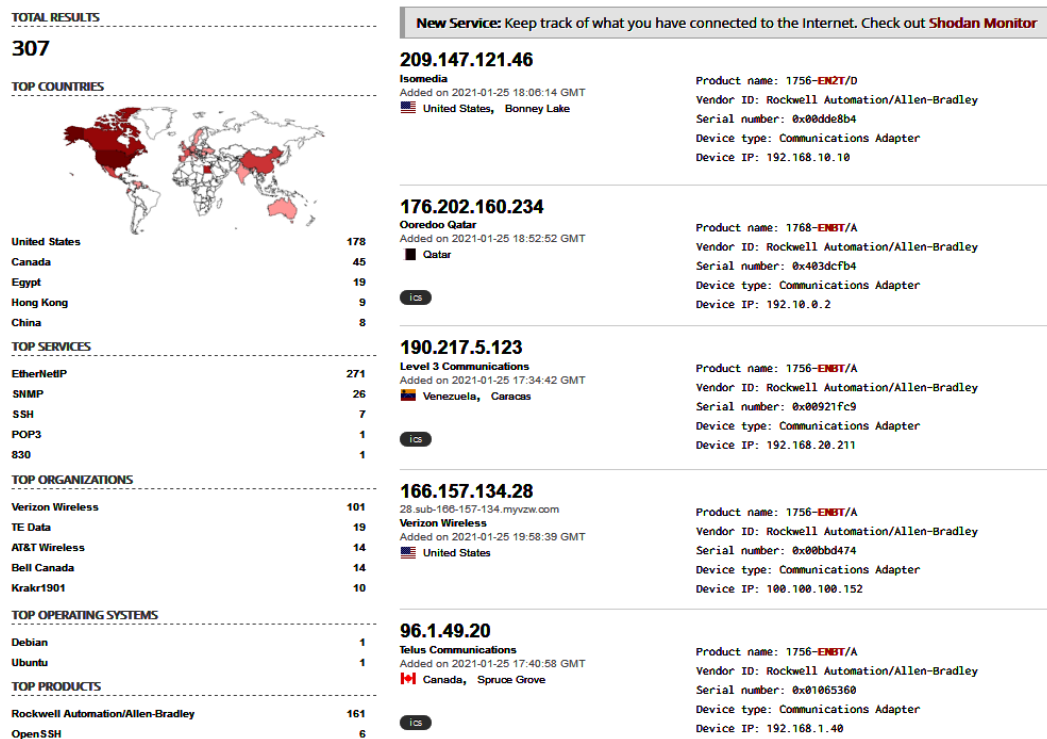 TOTAL RESULTS
307
TOP COUNTRIES
United States 178
Canada 45
Egypt 19
Hong Kong 9
China 8
TOP SERVICES
EtherNetIP 271
SNMP 26
SSH 7
POP3 1
830 1
TOP ORGANIZATIONS
Verizon Wireless 101
TE Data 19
AT&T Wireless 14
Bell Canada 14
Krakr1901 10
TOP OPERATING SYSTEMS
Debian 1
Ubuntu 1
TOP PRODUCTS
Rockwell Automation/Allen-Bradley 161
OpenSSH 6
New Service: Keep track of what you have connected to the Internet. Check out Shodan Monitor
209.147.121.46
Isomedia
Added on 2021-01-25 18:06:14 GMT
United States, Bonney Lake
Product name: 1756-EN2T/D
Vendor ID: Rockwell Automation/Allen-Bradley
Serial number: 0x00dde8b4
Device type: Communications Adapter
Device IP: 192.168.10.10
176.202.160.234
Ooredoo Qatar
Added on 2021-01-25 18:52:52 GMT
Qatar
ics
Product name: 1768-ENBT/A
Vendor ID: Rockwell Automation/Allen-Bradley
Serial number: 0x403dcfb4
Device type: Communications Adapter
Device IP: 192.10.0.2
190.217.5.123
Level 3 Communications
Added on 2021-01-25 17:34:42 GMT
Venezuela, Caracas
ics
Product name: 1756-ENBT/A
Vendor ID: Rockwell Automation/Allen-Bradley
Serial number: 0x00921fc9
Device type: Communications Adapter
Device IP: 192.168.20.211
166.157.134.28
28.sub-166-157-134.myvzw.com
Verizon Wireless
Added on 2021-01-25 19:58:39 GMT
United States
Product name: 1756-ENBT/A
Vendor ID: Rockwell Automation/Allen-Bradley
Serial number: 0x00bbd474
Device type: Communications Adapter
Device IP: 100.100.100.152
96.1.49.20
Telus Communications
Added on 2021-01-25 17:40:58 GMT
Canada, Spruce Grove
ics
Product name: 1756-ENBT/A
Vendor ID: Rockwell Automation/Allen-Bradley
Serial number: 0x01065360
Device type: Communications Adapter
Device IP: 192.168.1.40